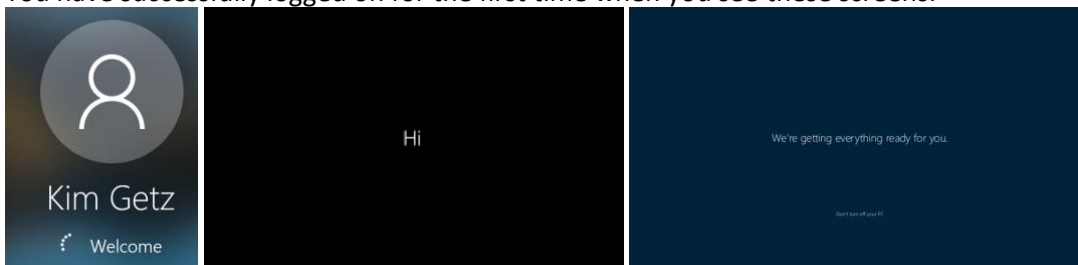 You have successfully logged on for the first time when you see these screens:
Kim Getz
Welcome
Hi
We're getting everything ready for you.
Don't turn off your PC